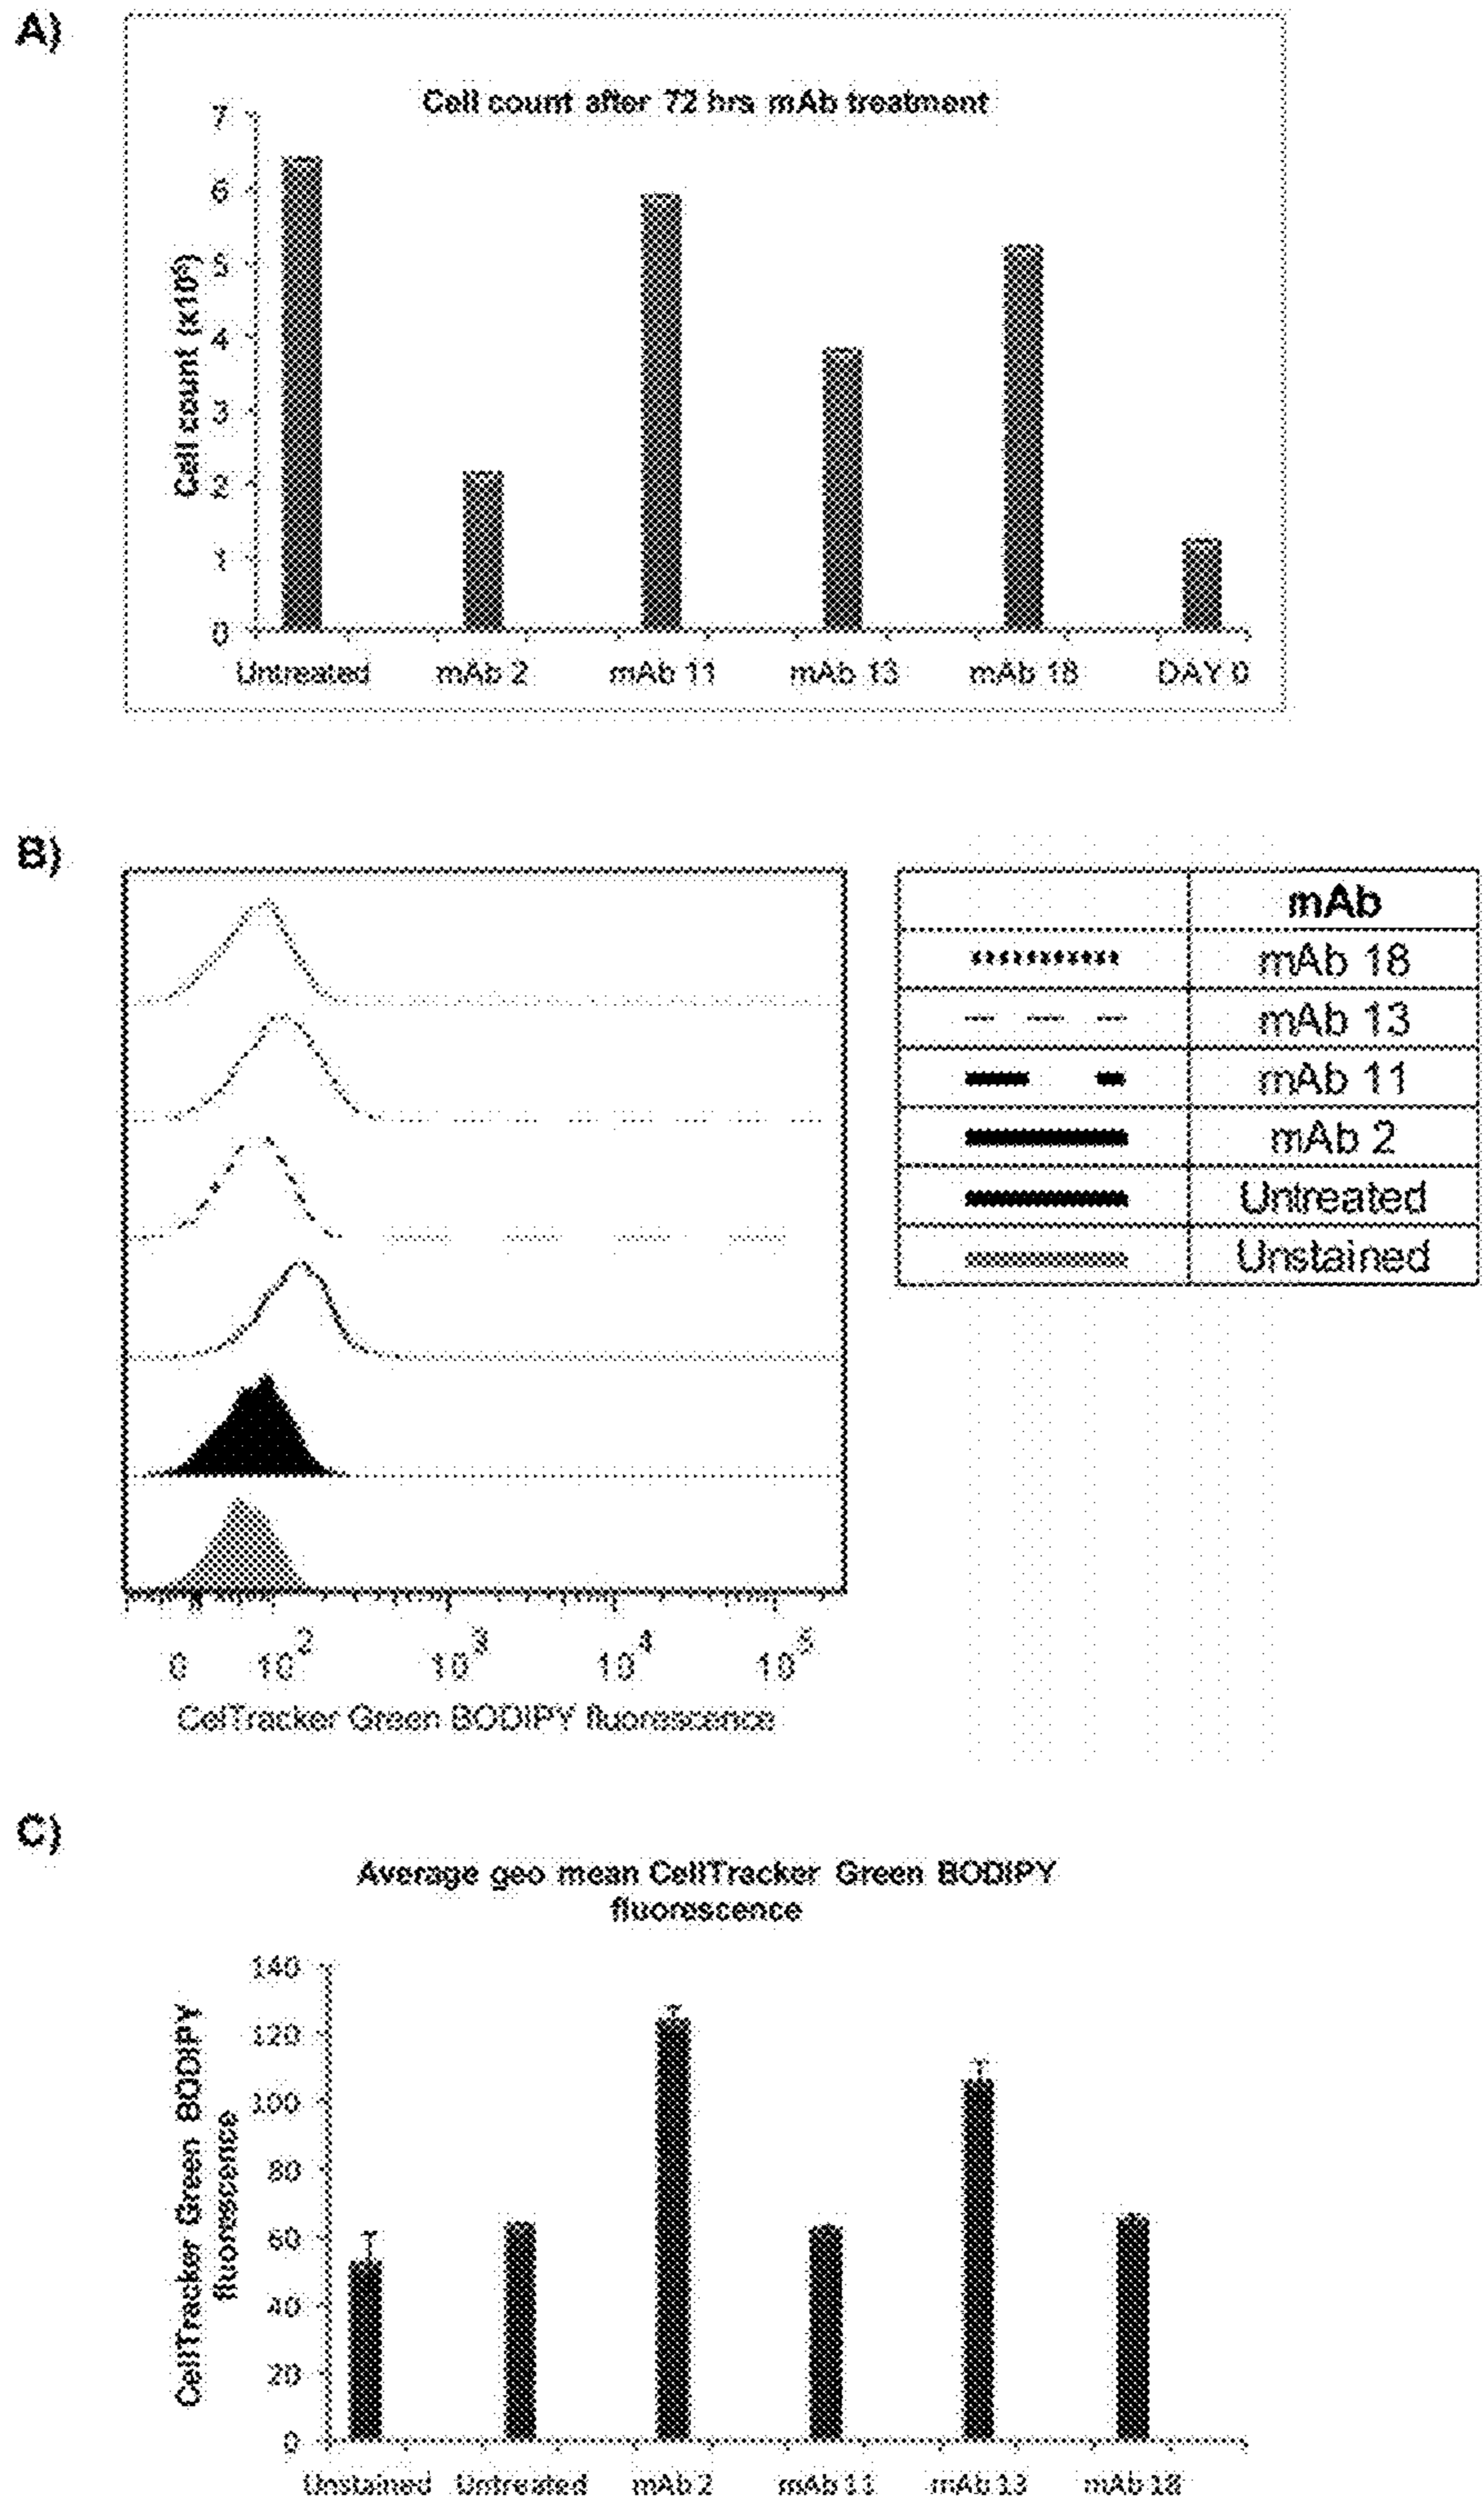 A)
Cell count after 72 hrs mAb treatment
Cell count (x10⁶)
7
6
5
4
3
2
1
0
Untreated mAb 2 mAb 11 mAb 13 mAb 18 DAY 0
B)
mAb
mAb 18
mAb 13
mAb 11
mAb 2
Untreated
Unstained
0 10² 10³ 10⁴ 10⁵
CelTracker Green BODIPY fluorescence
C)
Average geo mean CellTracker Green BODIPY
fluorescence
CellTracker Green BODIPY
fluorescence
140
120
100
80
60
40
20
0
Unstained Untreated mAb 2 mAb 11 mAb 13 mAb 18